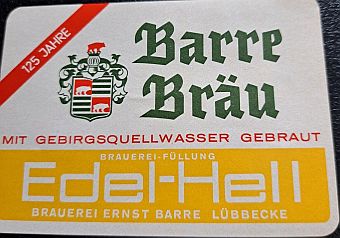 125 JAHRE
Barre
Bräu
MIT GEBIRGSQUELLWASSER GEBRAUT
BRAUEREI-FÜLLUNG
Edel-Hell
BRAUEREI ERNST BARRE LÜBBECKE